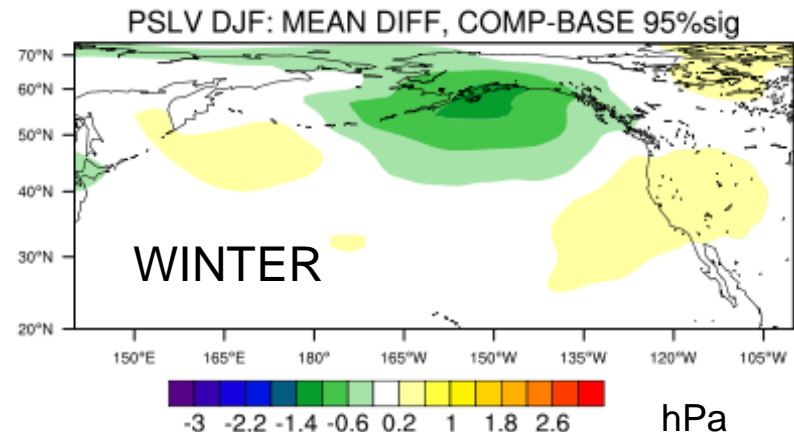 PSLV DJF: MEAN DIFF, COMP-BASE 95%sig
70°N
60°N
50°N
40°N
30°N
20°N
WINTER
150°E 165°E 180° 165°W 150°W 135°W 120°W 105°W
-3 -2.2 -1.4 -0.6 0.2 1 1.8 2.6
hPa